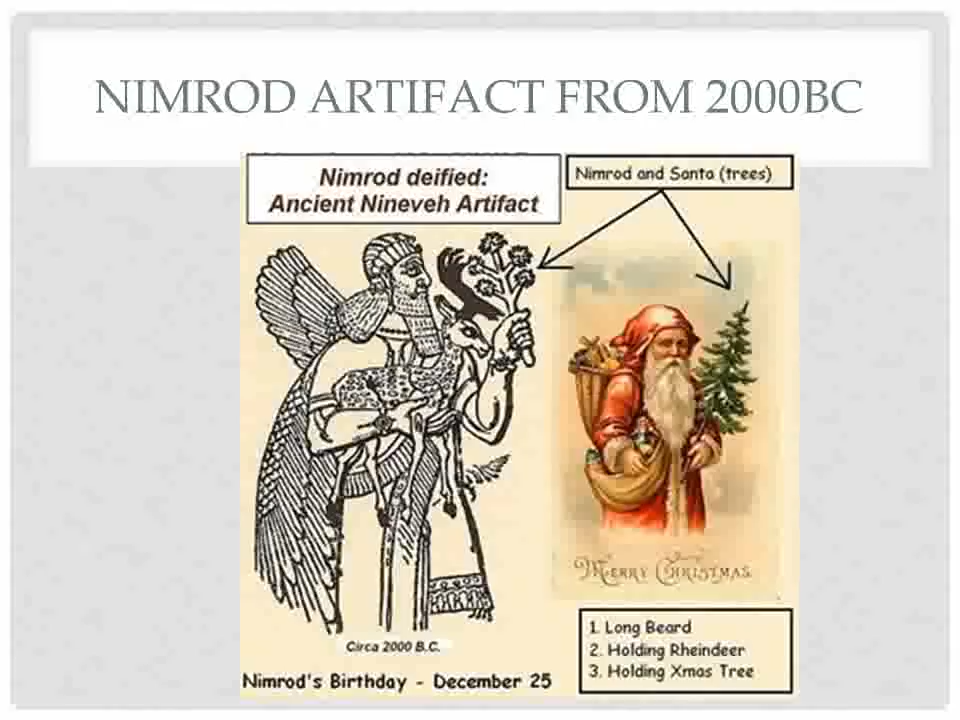 NIMROD ARTIFACT FROM 2000BC
Nimrod deified:
Ancient Nineveh Artifact
Nimrod and Santa (trees)
MERRY CHRISTMAS
Circa 2000 B.C.
Nimrod's Birthday - December 25
1. Long Beard
2. Holding Rheindeer
3. Holding Xmas Tree